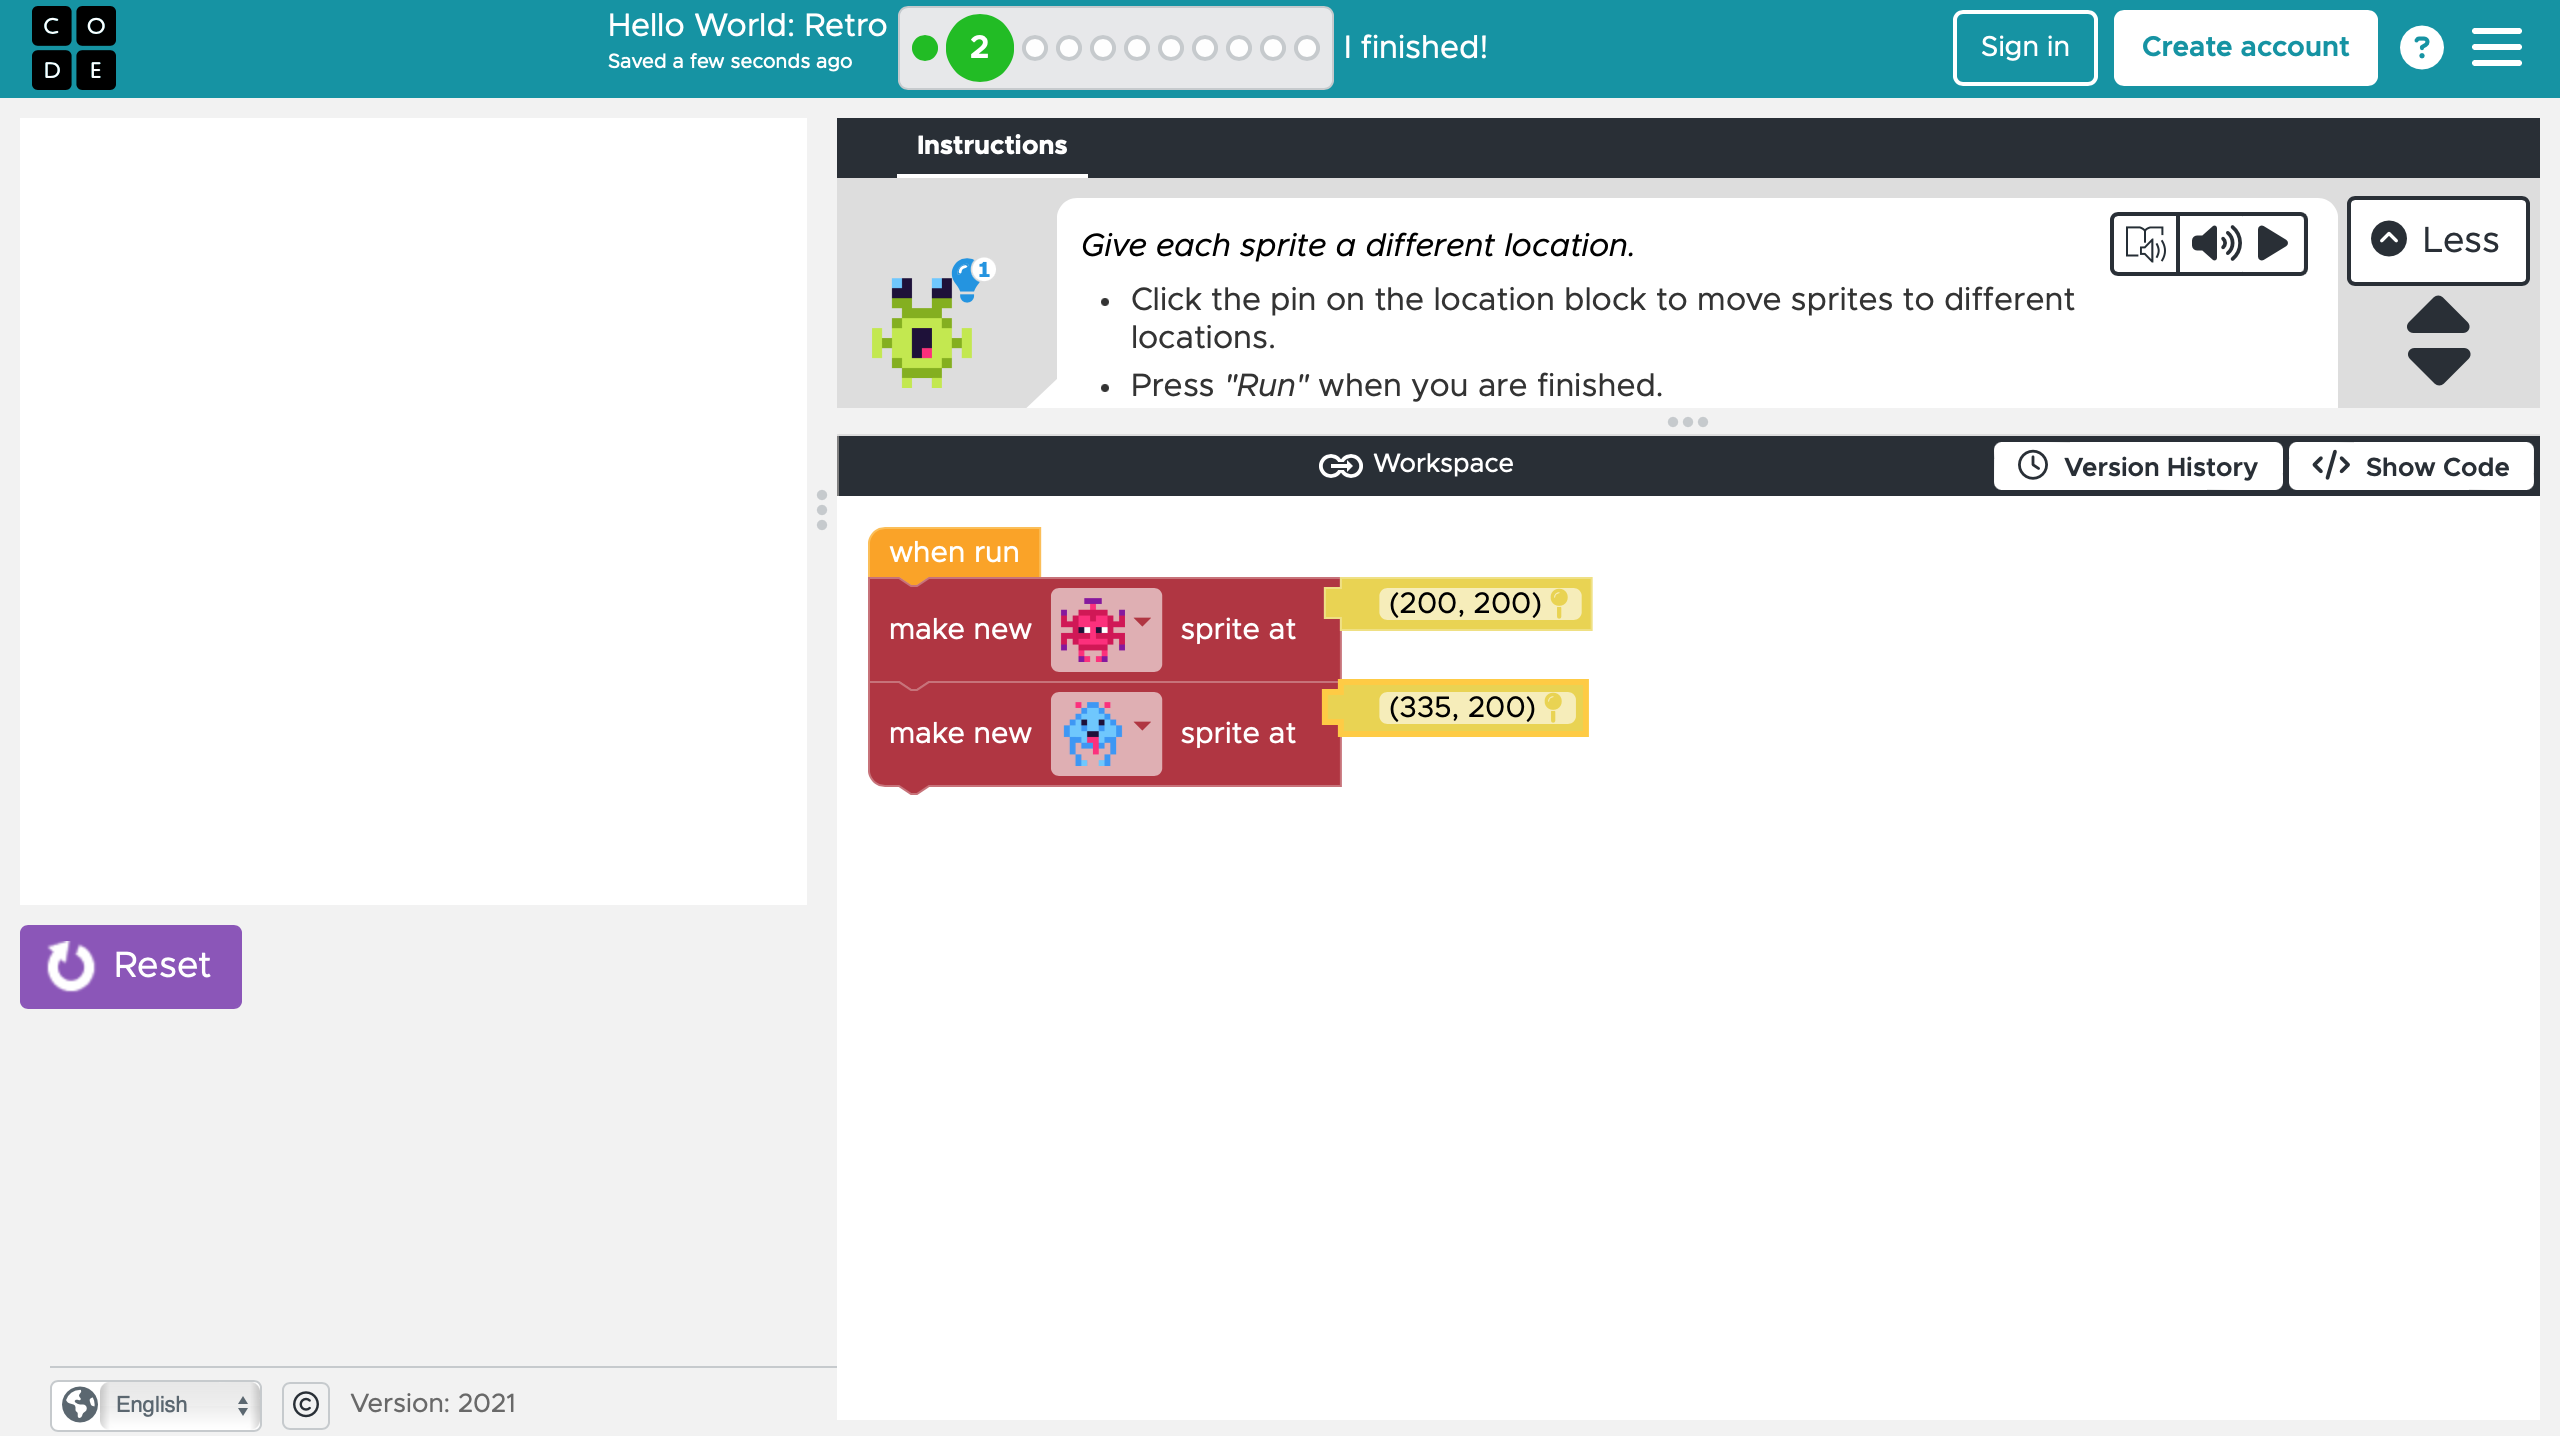 C O
D E
Hello World: Retro
Saved a few seconds ago
2
I finished!
Sign in
Create account
?
Instructions
1
Give each sprite a different location.
• Click the pin on the location block to move sprites to different
locations.
• Press "Run" when you are finished.
Less
Workspace
Version History
</> Show Code
when run
make new sprite at (200, 200)
make new sprite at (335, 200)
Reset
English
©
Version: 2021